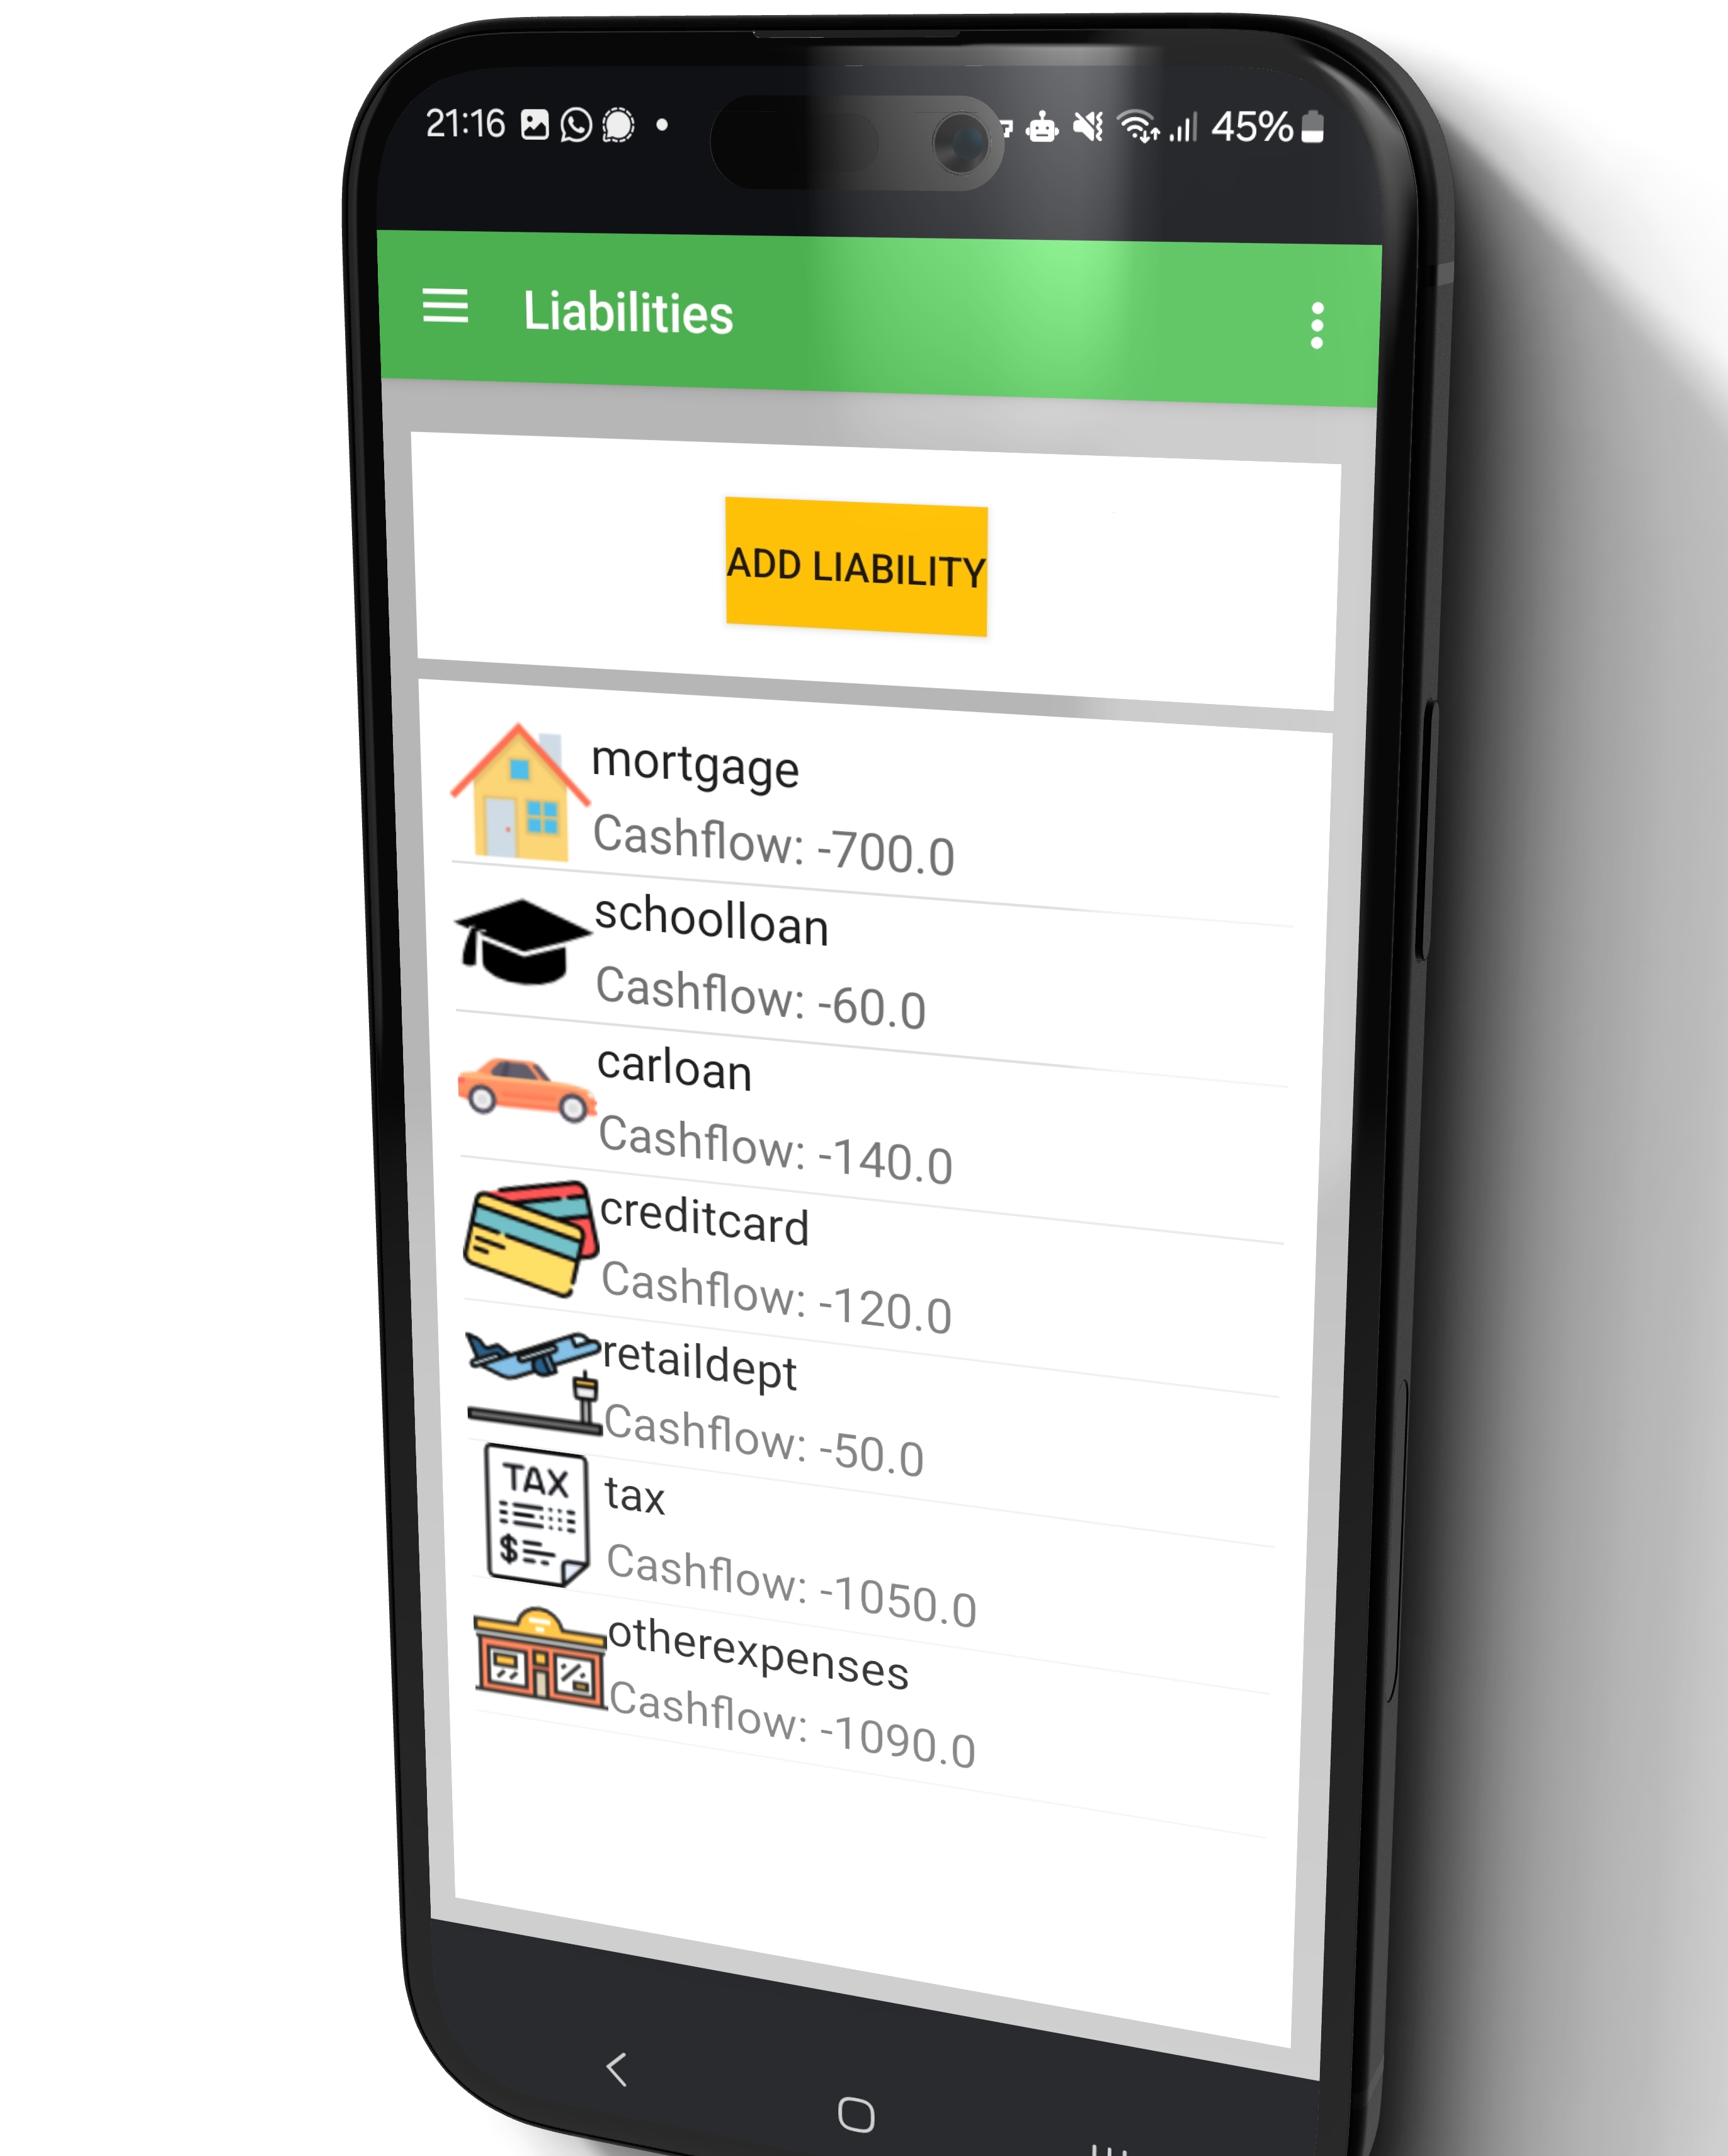 21:16 45%
Liabilities
ADD LIABILITY
mortgage
Cashflow: -700.0
schoolloan
Cashflow: -60.0
carloan
Cashflow: -140.0
creditcard
Cashflow: -120.0
retaildept
Cashflow: -50.0
TAX
$
tax
Cashflow: -1050.0
otherexpenses
Cashflow: -1090.0